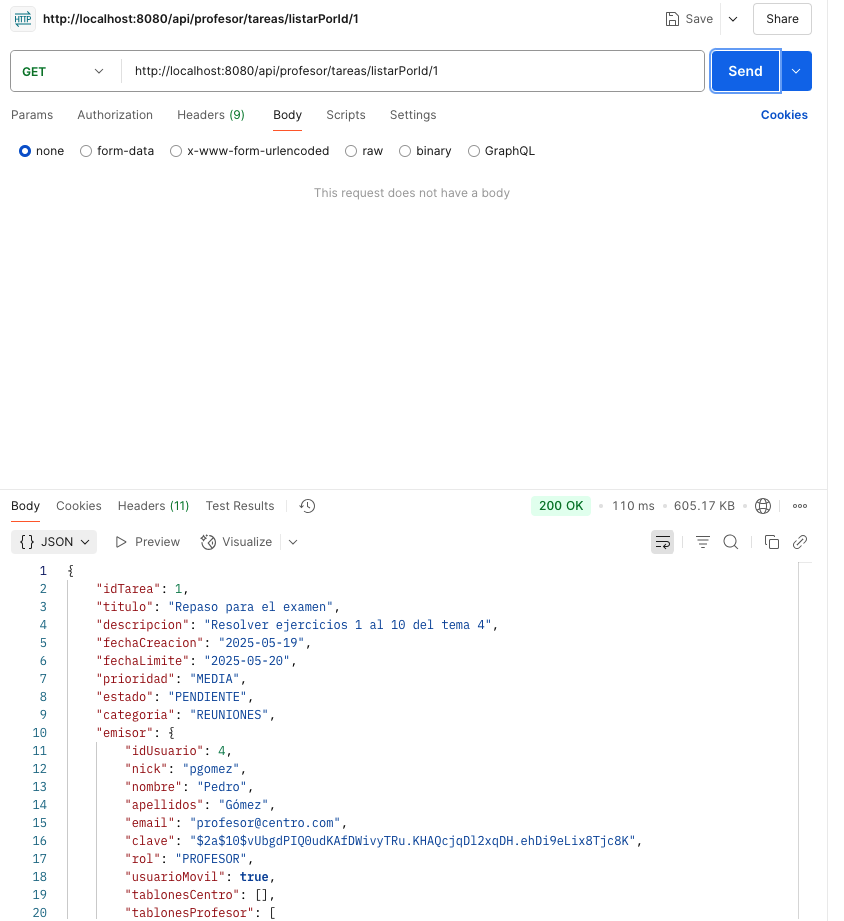 HTTP http://localhost:8080/api/profesor/tareas/listarPorId/1 Save Share
GET http://localhost:8080/api/profesor/tareas/listarPorId/1 Send
Params Authorization Headers (9) Body Scripts Settings Cookies
none form-data x-www-form-urlencoded raw binary GraphQL
This request does not have a body
Body Cookies Headers (11) Test Results 200 OK 110 ms 605.17 KB
{} JSON Preview Visualize
1 {
2 "idTarea": 1,
3 "titulo": "Repaso para el examen",
4 "descripcion": "Resolver ejercicios 1 al 10 del tema 4",
5 "fechaCreacion": "2025-05-19",
6 "fechaLimite": "2025-05-20",
7 "prioridad": "MEDIA",
8 "estado": "PENDIENTE",
9 "categoria": "REUNIONES",
10 "emisor": {
11 "idUsuario": 4,
12 "nick": "pgomez",
13 "nombre": "Pedro",
14 "apellidos": "Gómez",
15 "email": "profesor@centro.com",
16 "clave": "$2a$10$vUbgdPIQ0udKAfDWivyTRu.KHAQcjqDl2xqDH.ehDi9eLix8Tjc8K",
17 "rol": "PROFESOR",
18 "usuarioMovil": true,
19 "tablonesCentro": [],
20 "tablonesProfesor": [